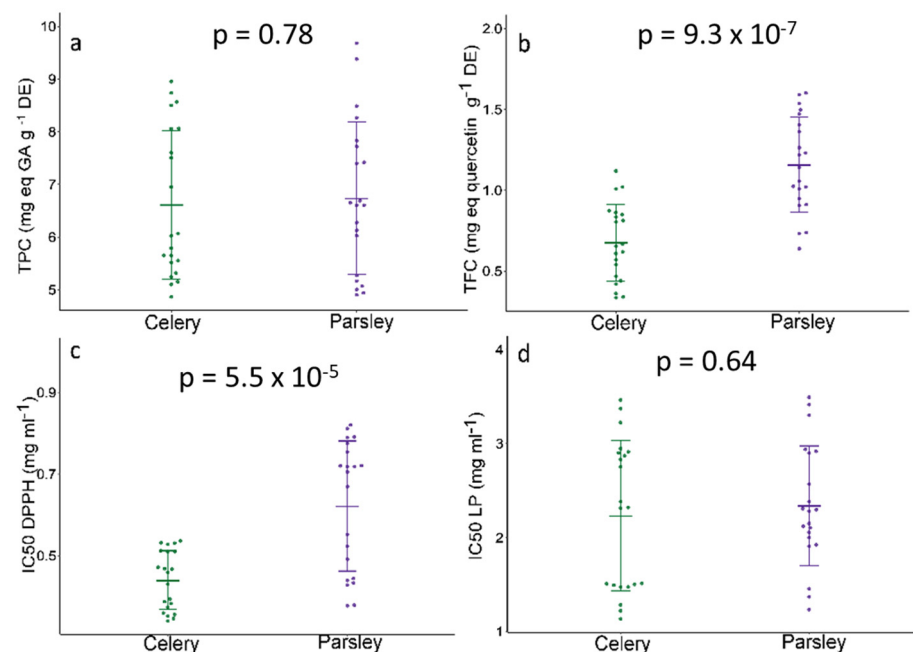 a
p = 0.78
TPC (mg eq GA g -1 DE)
10
9
8
7
6
5
Celery
Parsley
b
p = 9.3 x 10-7
TFC (mg eq quercetin g-1 DE)
2.0
1.5
1.0
0.5
Celery
Parsley
c
p = 5.5 x 10-5
IC50 DPPH (mg ml-1)
0.9
0.7
0.5
Celery
Parsley
d
p = 0.64
IC50 LP (mg ml-1)
4
3
2
1
Celery
Parsley